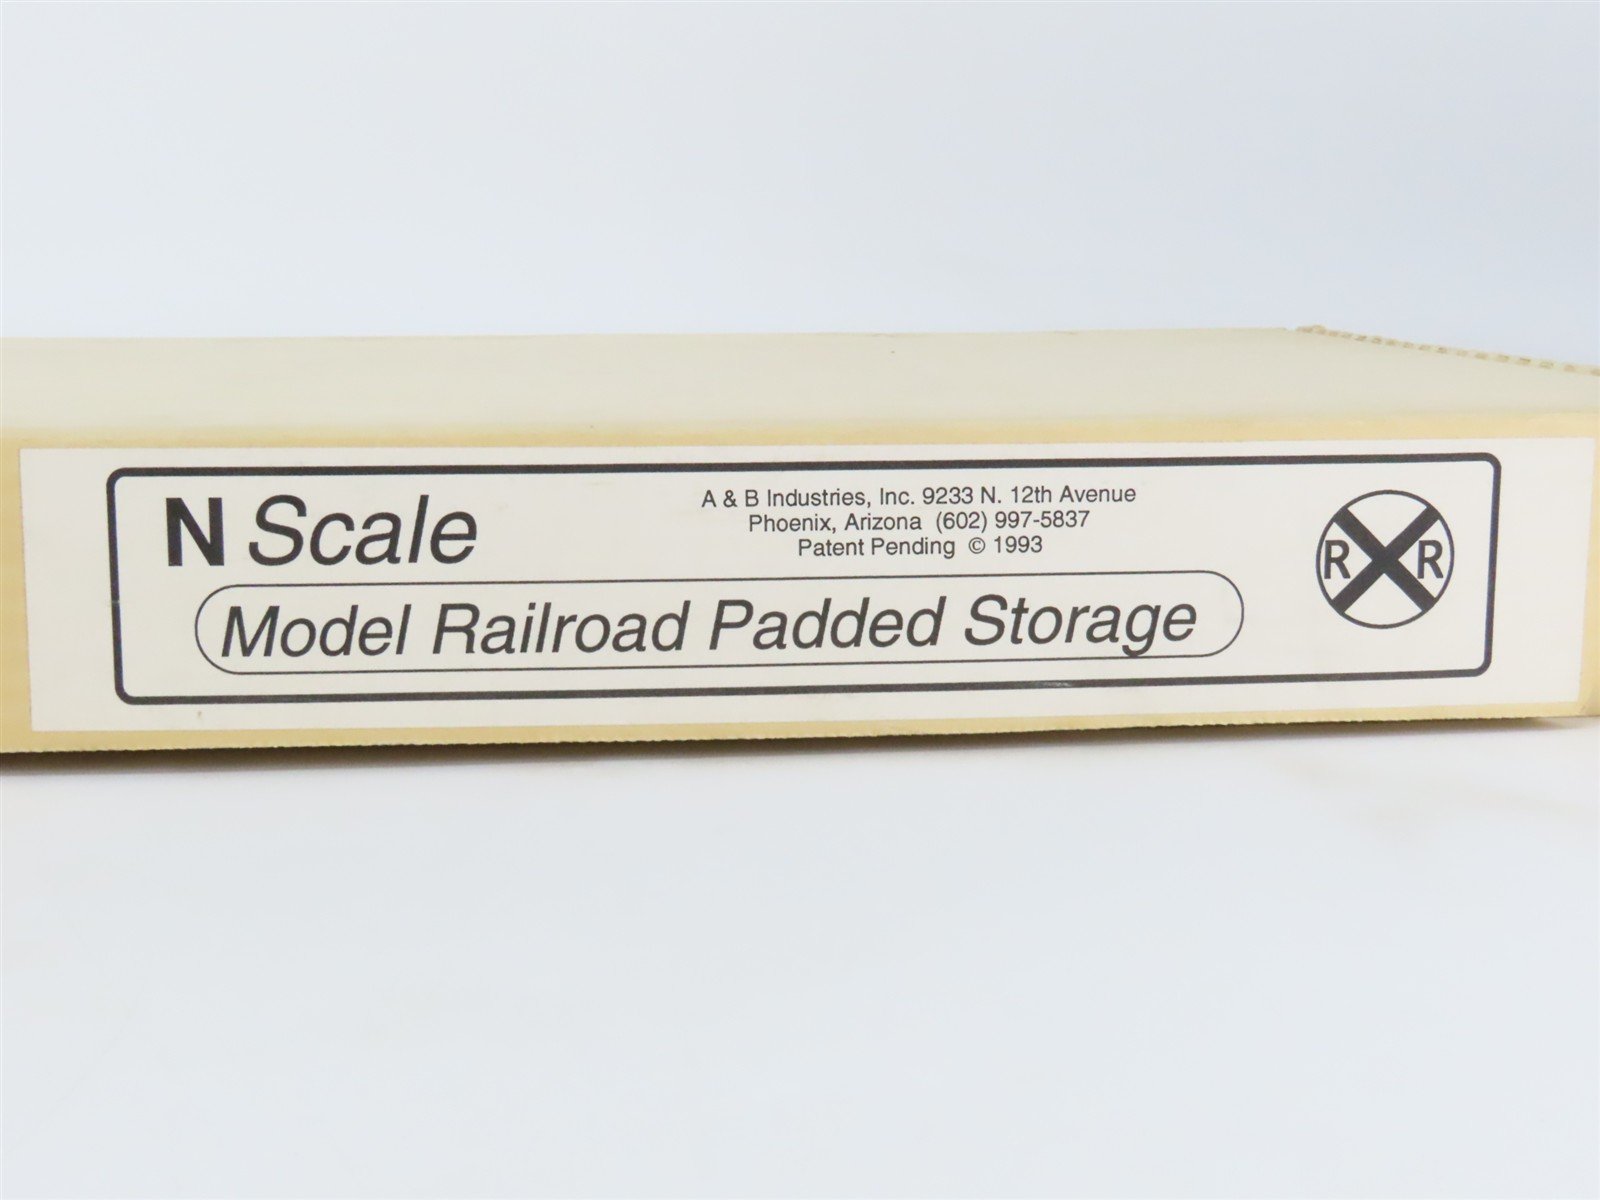 N Scale
A & B Industries, Inc. 9233 N. 12th Avenue
Phoenix, Arizona (602) 997-5837
Patent Pending © 1993
Model Railroad Padded Storage
R R